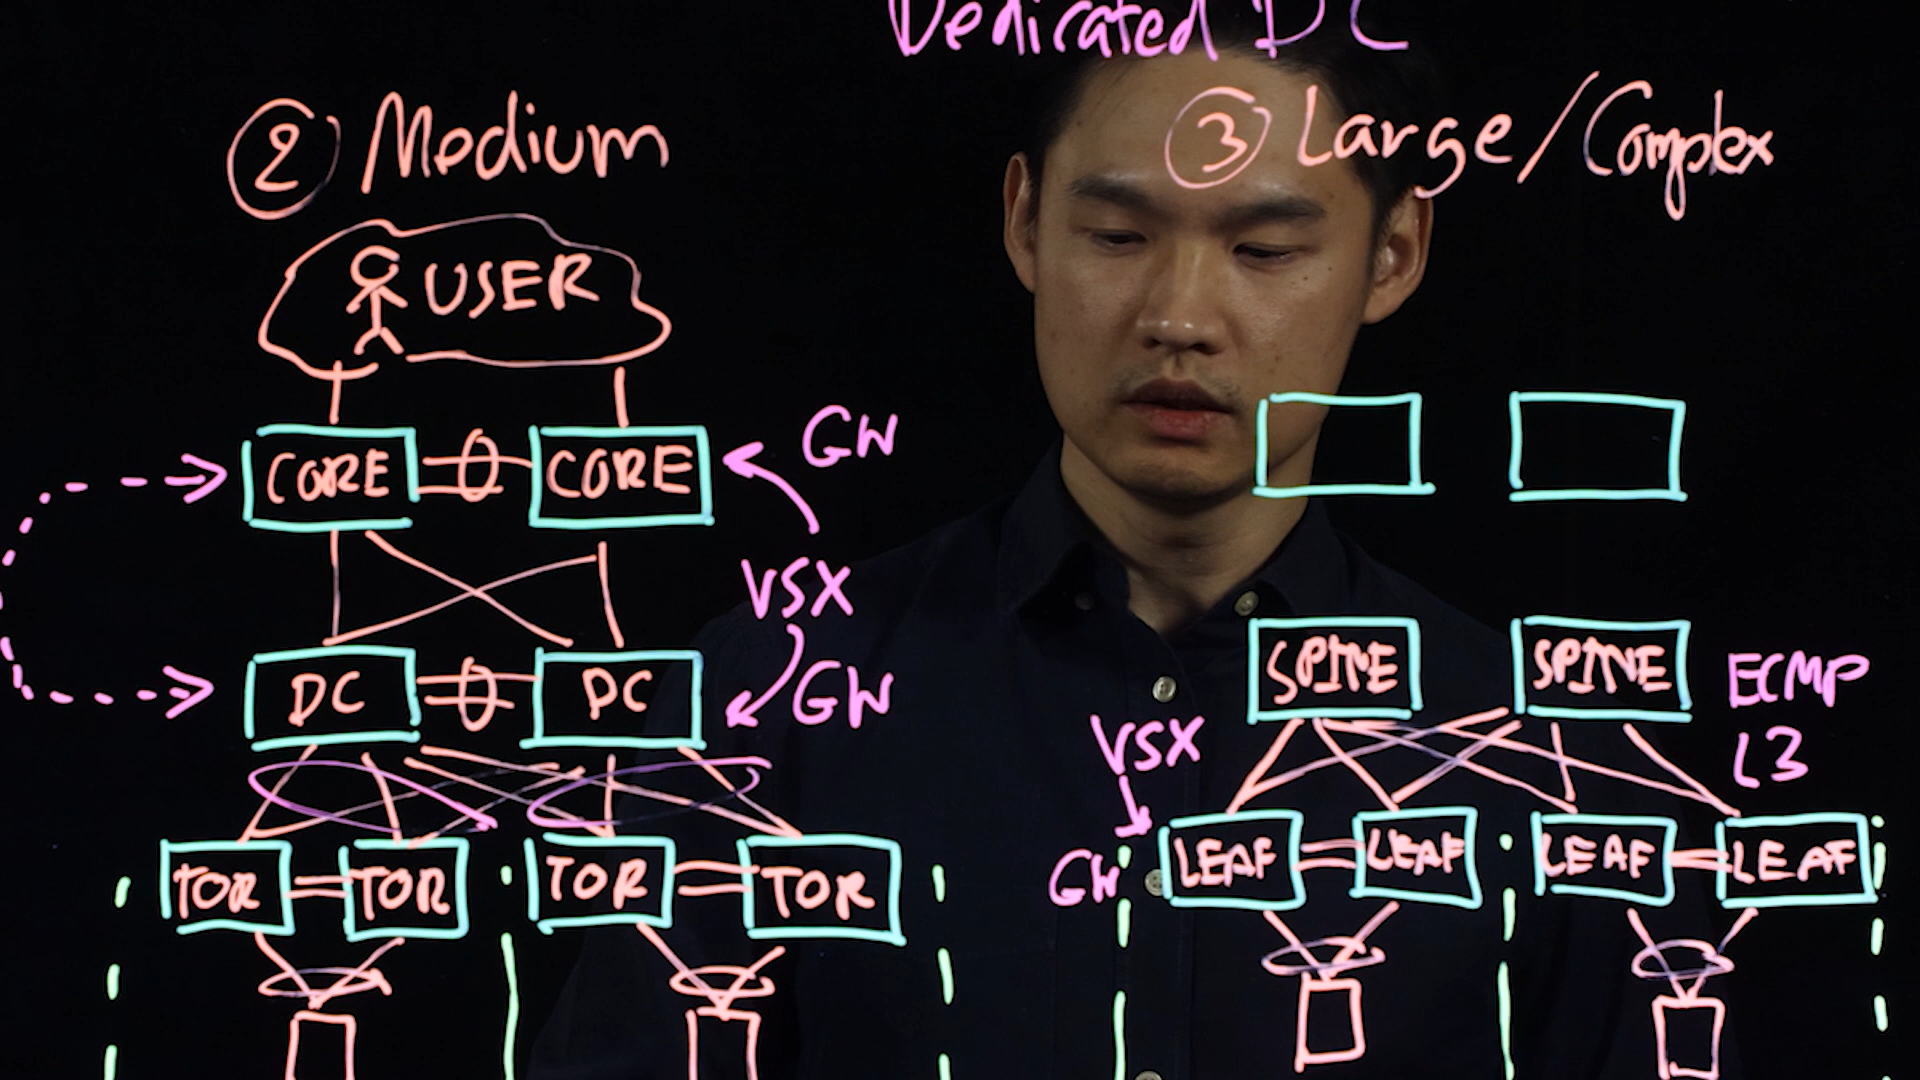 Dedicated DC
② Medium
③ Large/Complex
USER
CORE CORE
GW
VSX
DC DC
GW
TOR TOR TOR TOR
SPINE SPINE
ECMP
L3
VSX
GW
LEAF LEAF LEAF LEAF